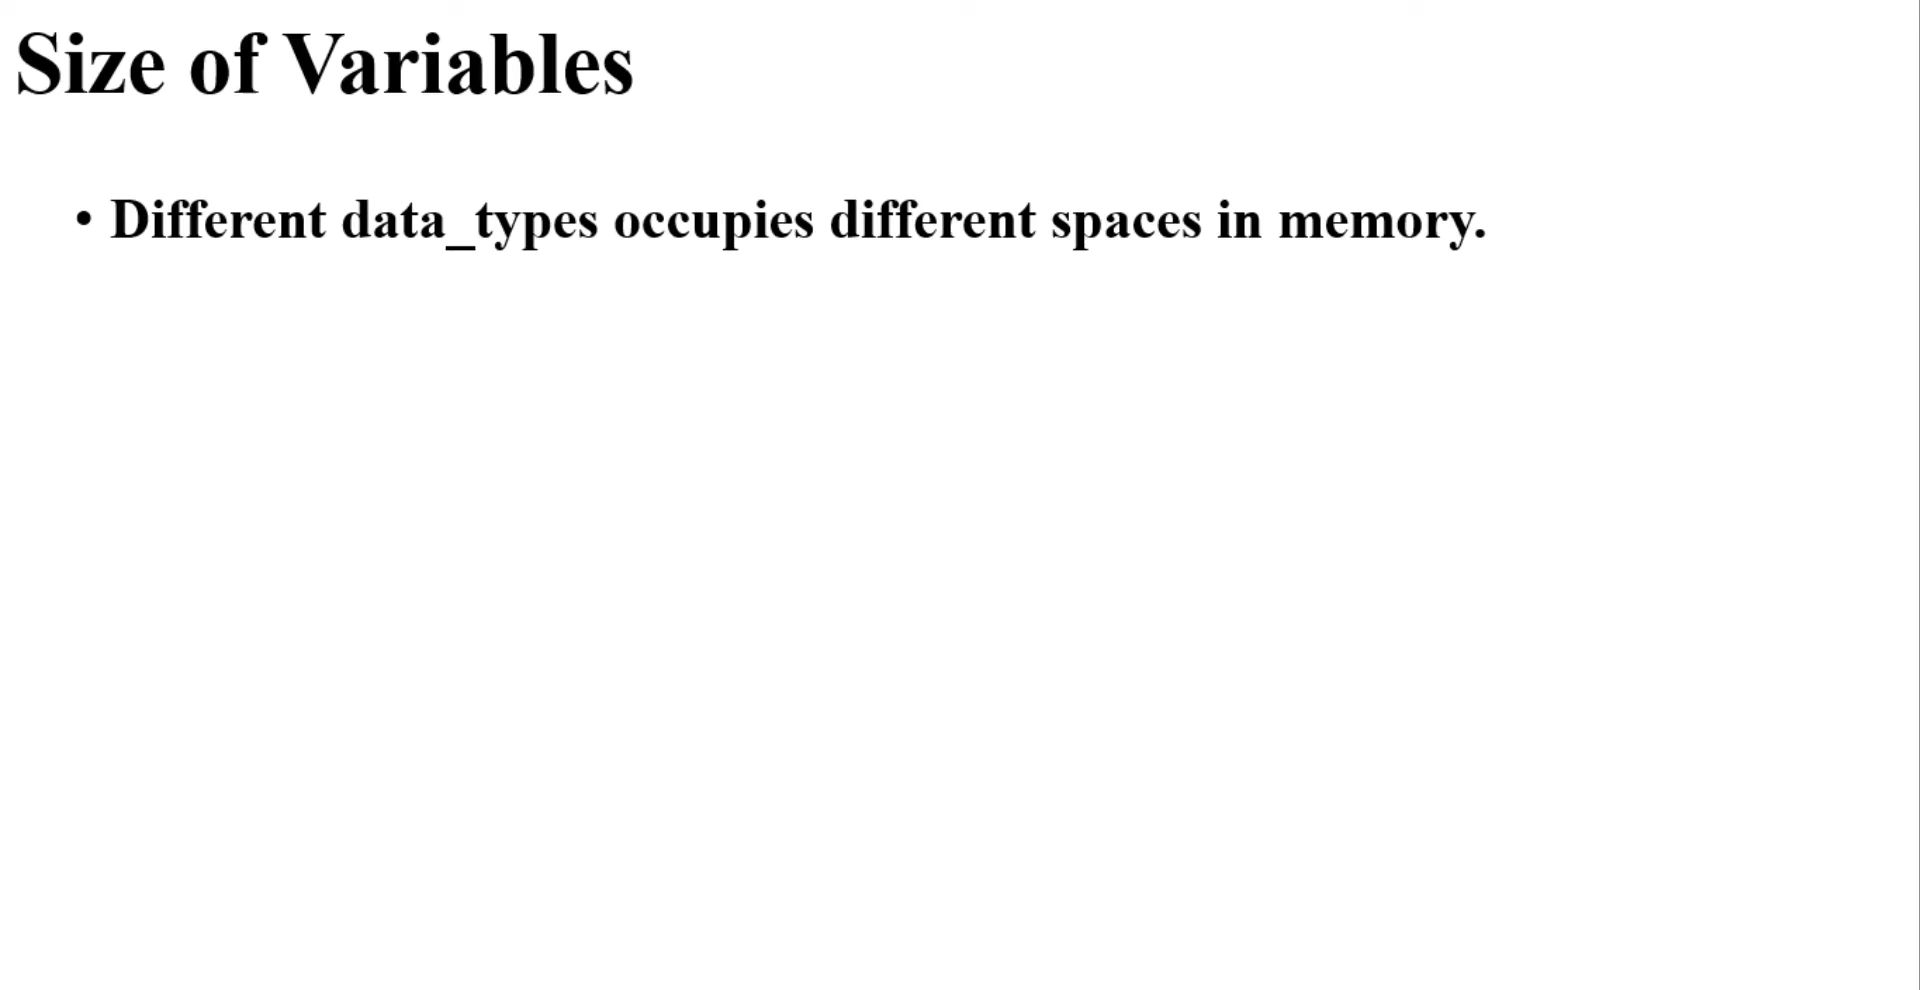 Size of Variables
• Different data_types occupies different spaces in memory.